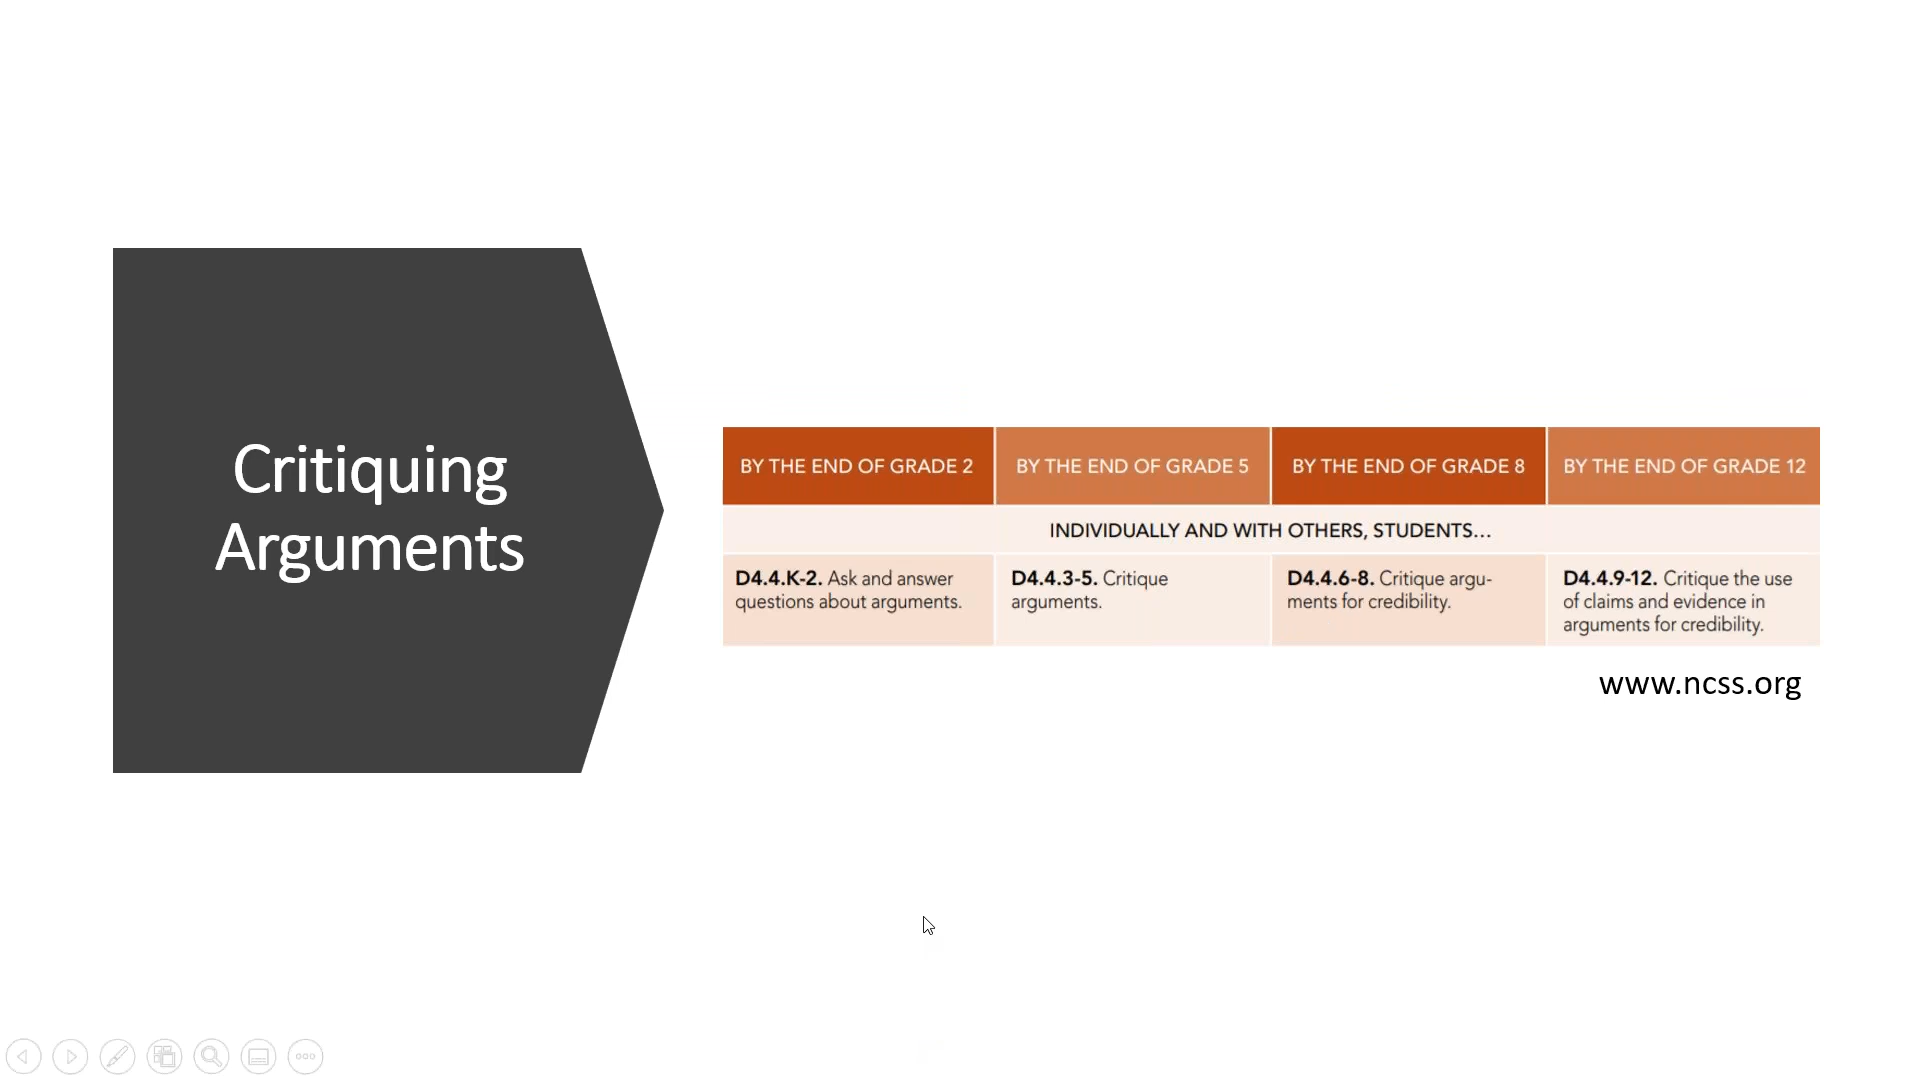 Critiquing
Arguments
BY THE END OF GRADE 2
BY THE END OF GRADE 5
BY THE END OF GRADE 8
BY THE END OF GRADE 12
INDIVIDUALLY AND WITH OTHERS, STUDENTS...
D4.4.K-2. Ask and answer
questions about arguments.
D4.4.3-5. Critique
arguments.
D4.4.6-8. Critique argu-
ments for credibility.
D4.4.9-12. Critique the use
of claims and evidence in
arguments for credibility.
www.ncss.org